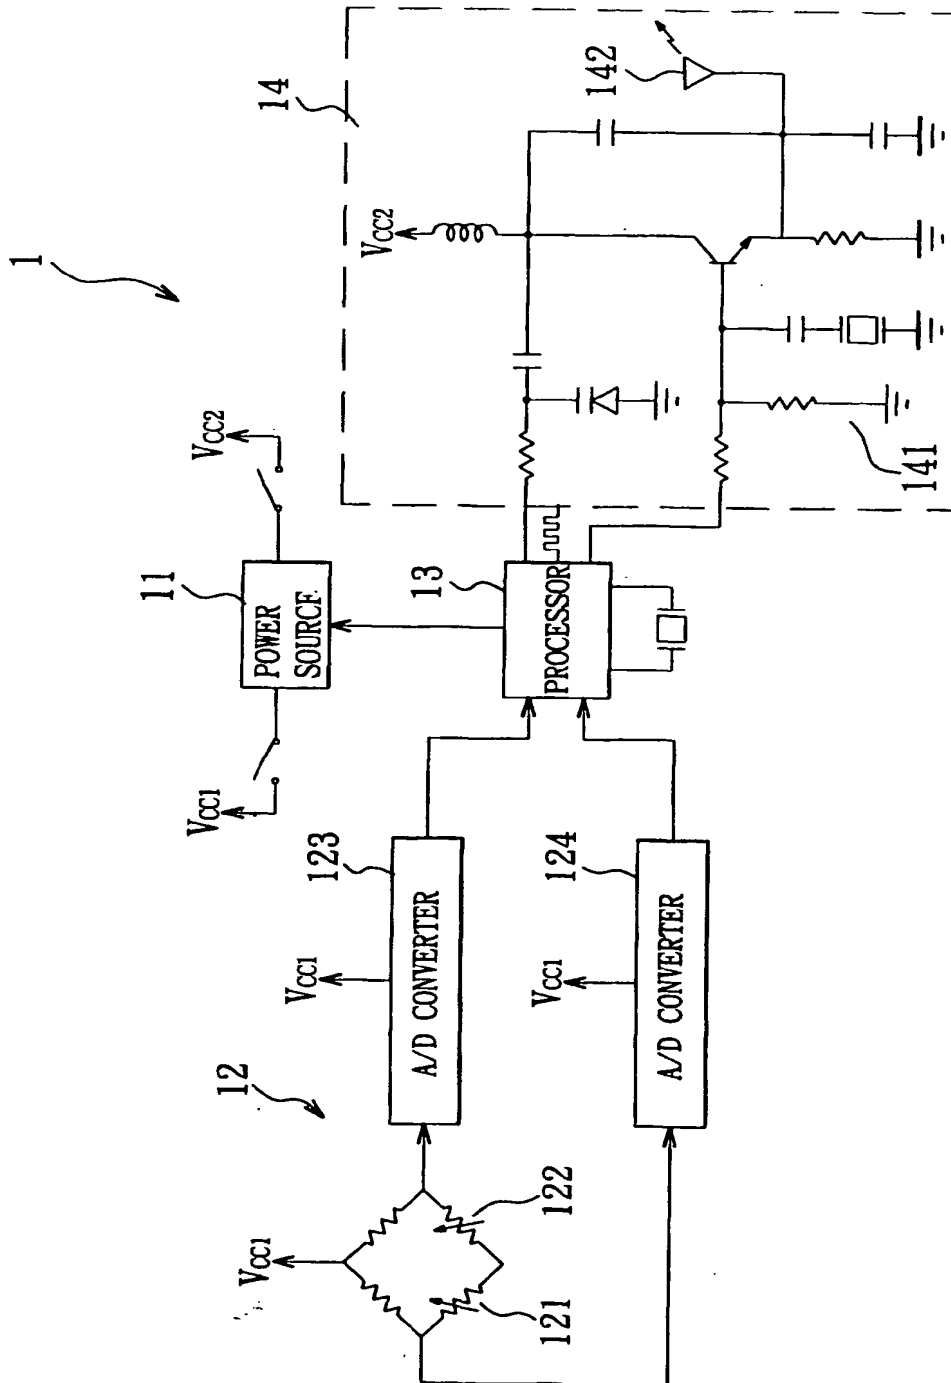 1
14
142
VCC2
141
VCC2
11
POWER
SOURCE
VCC1
13
PROCESSOR
123
A/D CONVERTER
VCC1
124
A/D CONVERTER
VCC1
12
VCC1
122
121